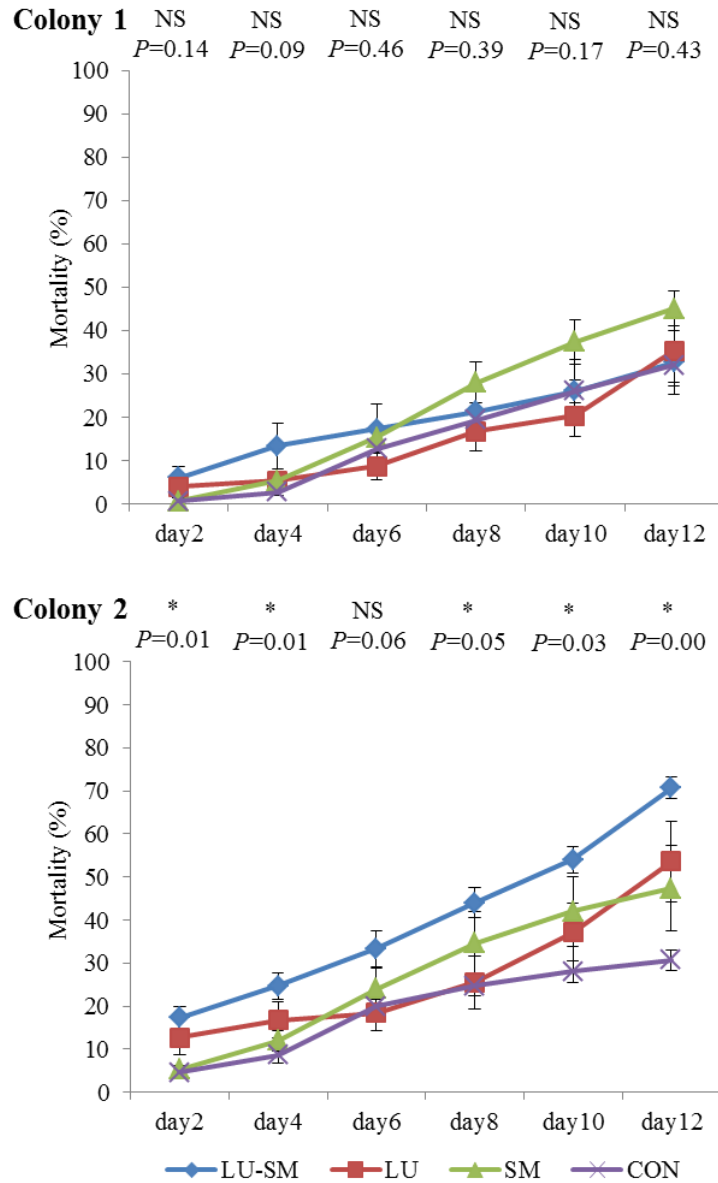 Colony 1 NS NS NS NS NS NS
P=0.14 P=0.09 P=0.46 P=0.39 P=0.17 P=0.43
Mortality (%)
100
90
80
70
60
50
40
30
20
10
0
day2 day4 day6 day8 day10 day12
Colony 2 * * NS * * *
P=0.01 P=0.01 P=0.06 P=0.05 P=0.03 P=0.00
Mortality (%)
100
90
80
70
60
50
40
30
20
10
0
day2 day4 day6 day8 day10 day12
LU-SM LU SM CON